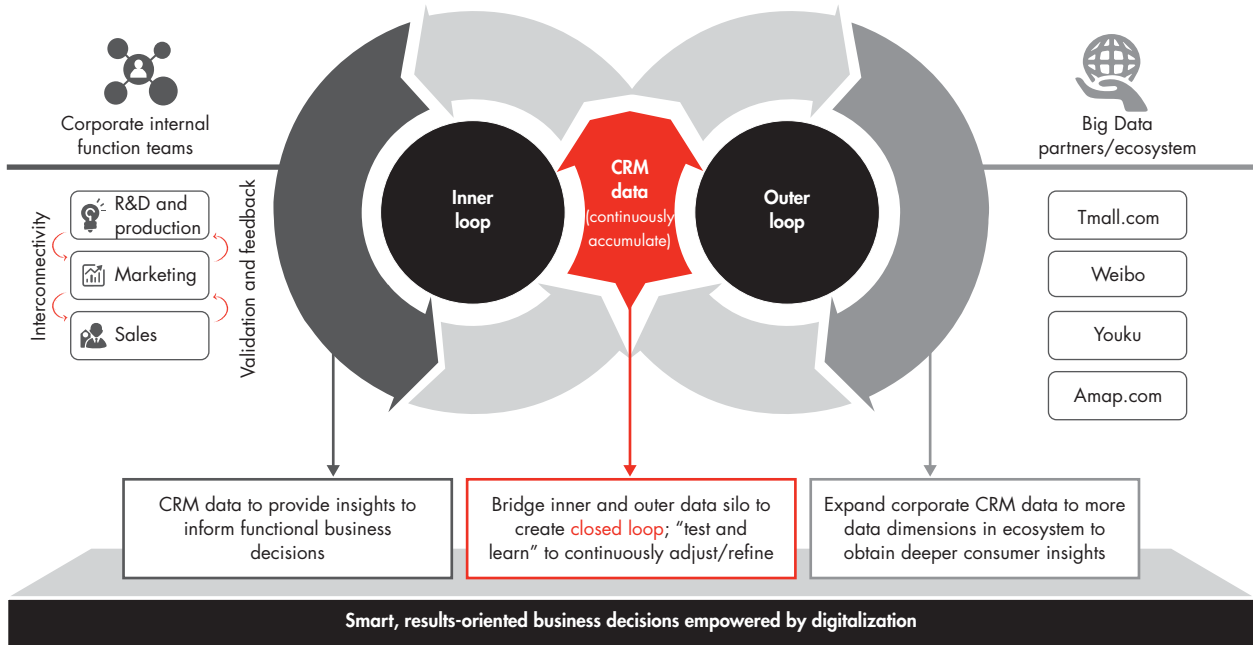 Corporate internal
function teams
Interconnectivity
R&D and
production
Marketing
Sales
Validation and feedback
Inner
loop
CRM
data
(continuously
accumulate)
Outer
loop
Big Data
partners/ecosystem
Tmall.com
Weibo
Youku
Amap.com
CRM data to provide insights to
inform functional business
decisions
Bridge inner and outer data silo to
create closed loop; “test and
learn” to continuously adjust/refine
Expand corporate CRM data to more
data dimensions in ecosystem to
obtain deeper consumer insights
Smart, results-oriented business decisions empowered by digitalization